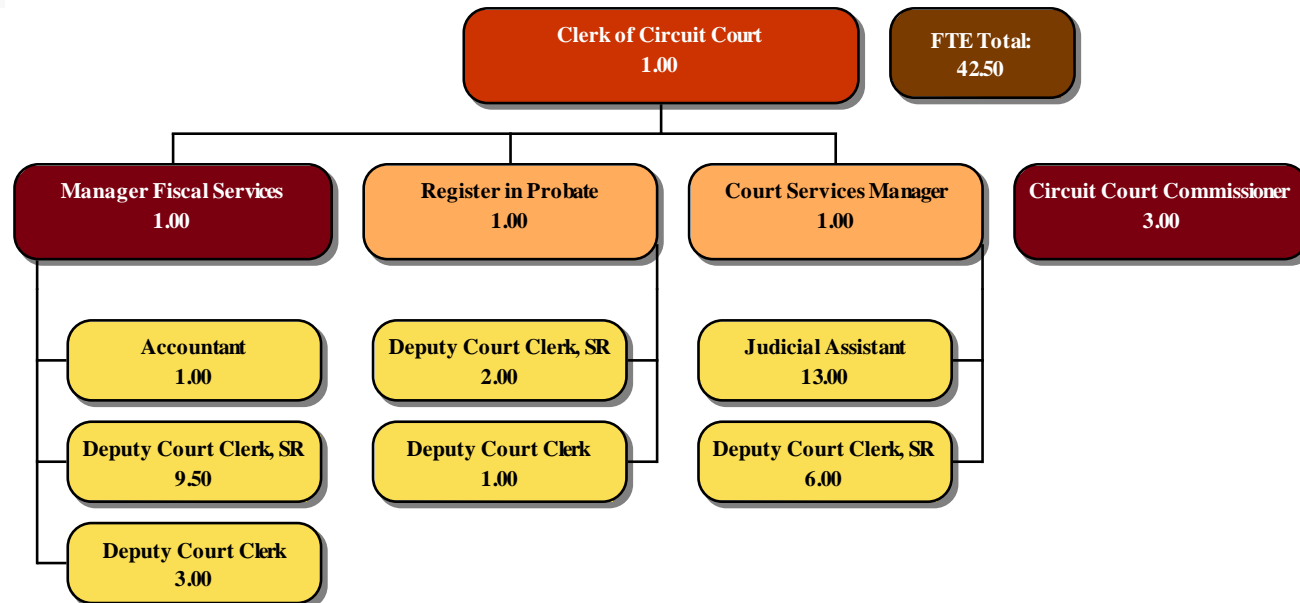 Clerk of Circuit Court
1.00
FTE Total:
42.50
Manager Fiscal Services
1.00
Register in Probate
1.00
Court Services Manager
1.00
Circuit Court Commissioner
3.00
Accountant
1.00
Deputy Court Clerk, SR
2.00
Judicial Assistant
13.00
Deputy Court Clerk, SR
9.50
Deputy Court Clerk
1.00
Deputy Court Clerk, SR
6.00
Deputy Court Clerk
3.00